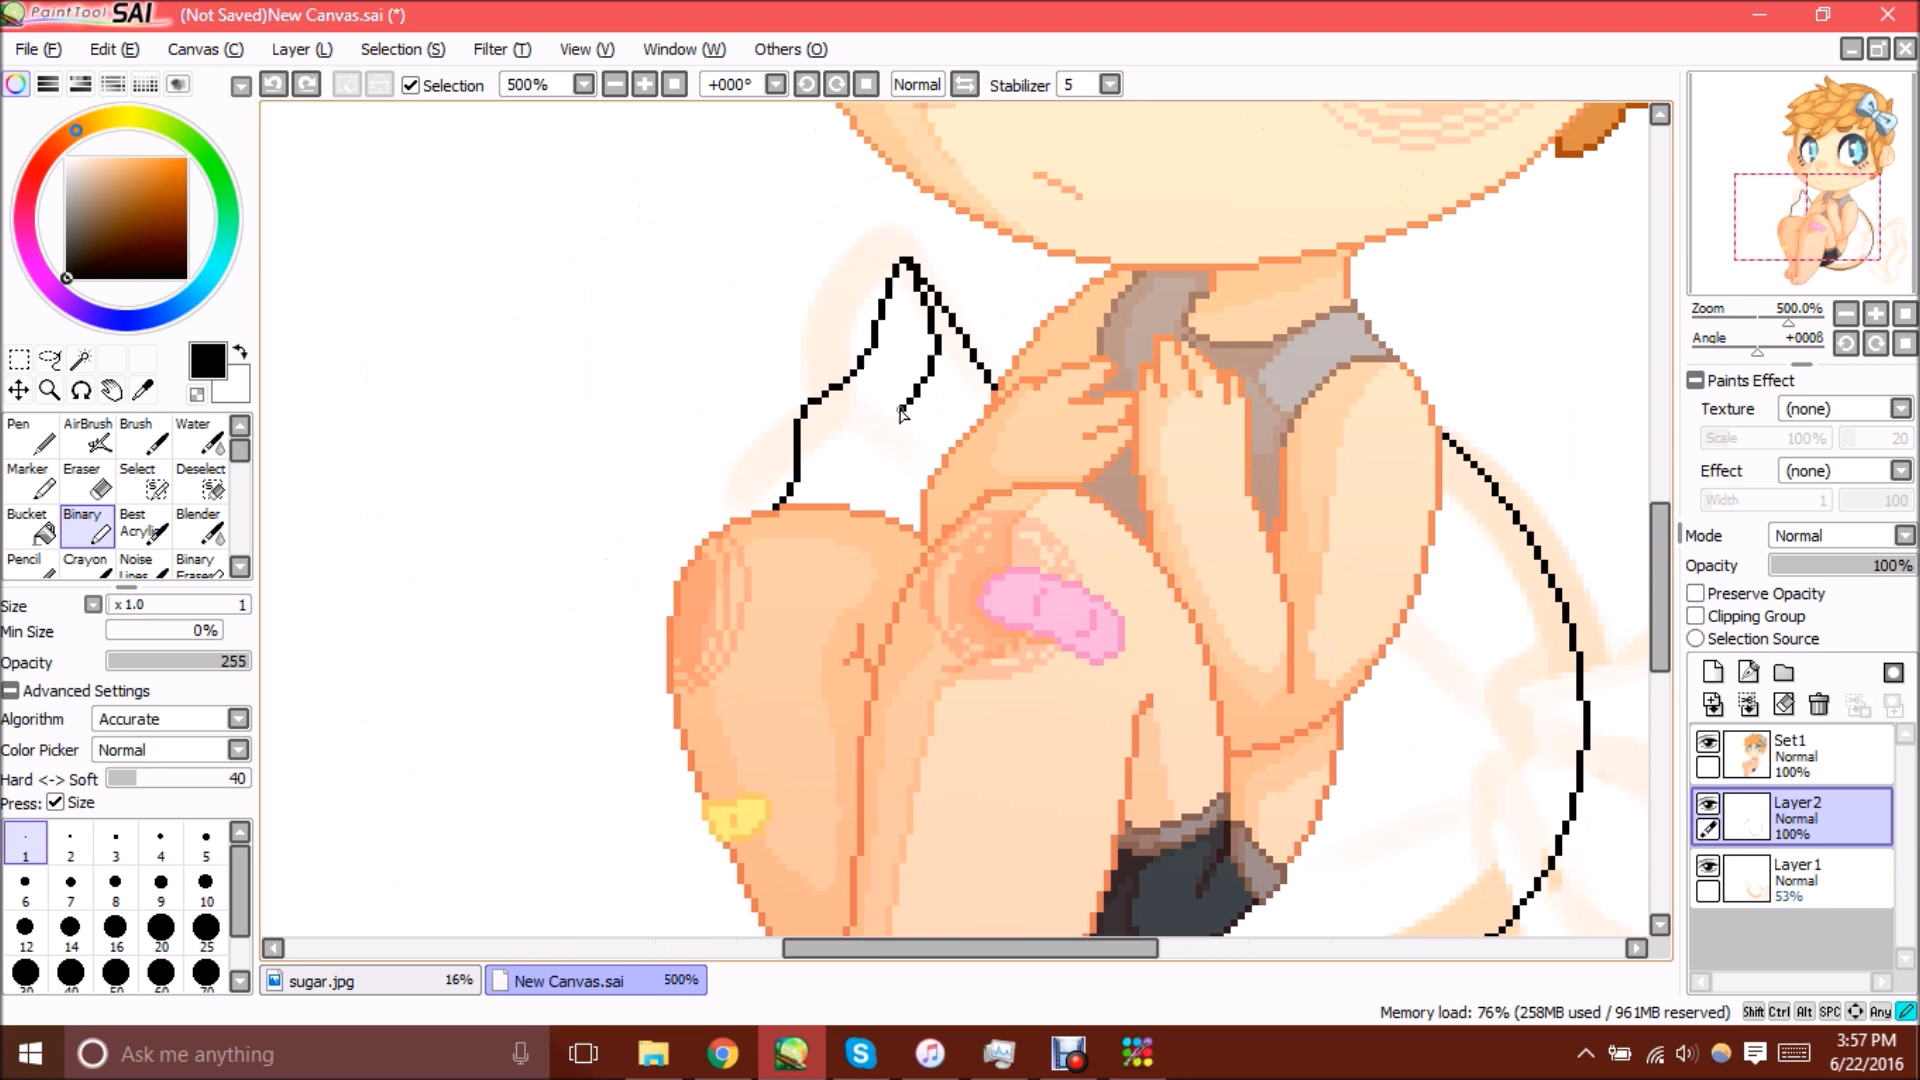 PaintTool SAI (Not Saved)New Canvas.sai (*)
File (F) Edit (E) Canvas (C) Layer (L) Selection (S) Filter (T) View (V) Window (W) Others (O)
Selection 500% +000° Normal Stabilizer 5
Zoom 500.0%
Angle +000ß
Paints Effect
Texture (none)
Scale 100% 20
Effect (none)
Width 1 100
Mode Normal
Opacity 100%
Preserve Opacity
Clipping Group
Selection Source
Set1
Normal
100%
Layer2
Normal
100%
Layer1
Normal
53%
Pen AirBrush Brush Water
Marker Eraser Select Deselect
Bucket Binary Best Acrylic Blender
Pencil Crayon Noise Lines Binary Eraser
Size x 1.0 1
Min Size 0%
Opacity 255
Advanced Settings
Algorithm Accurate
Color Picker Normal
Hard <-> Soft 40
Press: Size
1 2 3 4 5
6 7 8 9 10
12 14 16 20 25
30 40 50 60 70
sugar.jpg 16% New Canvas.sai 500%
Memory load: 76% (258MB used / 961MB reserved) Shift Ctrl Alt SPC Any
Ask me anything
3:57 PM
6/22/2016